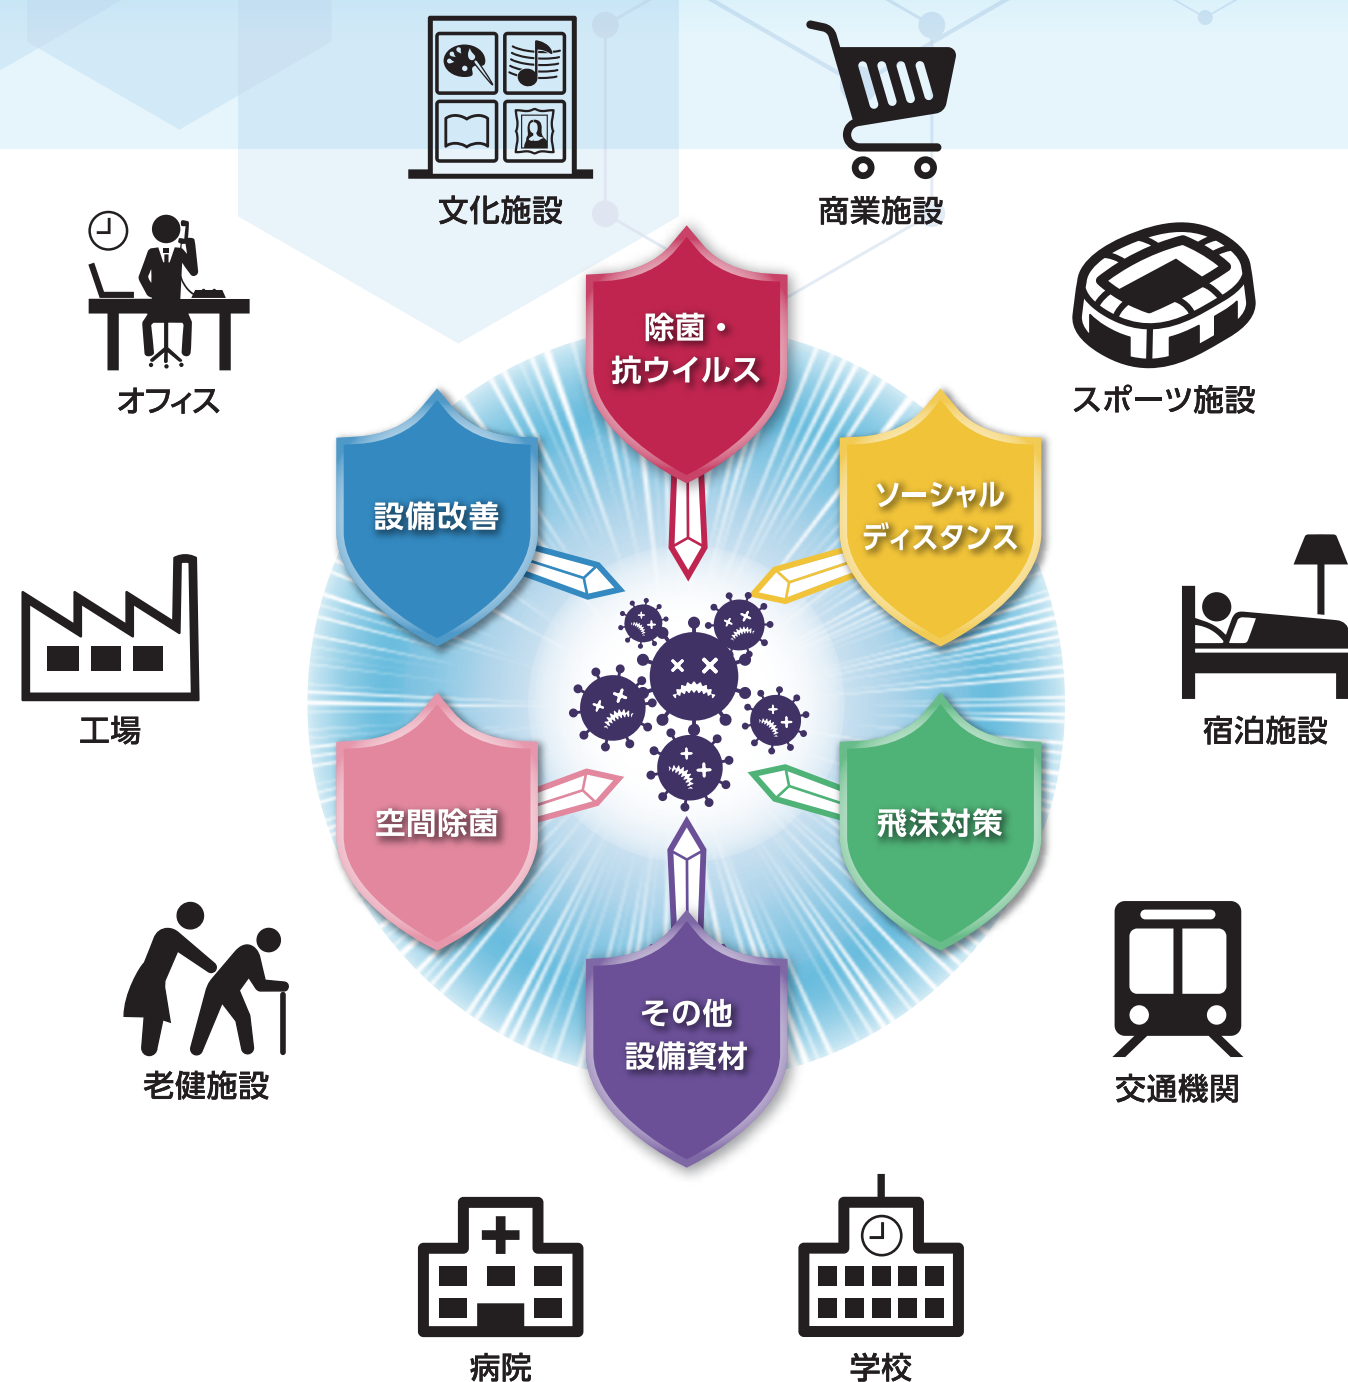 文化施設
商業施設
オフィス
スポーツ施設
除菌・
抗ウイルス
設備改善
ソーシャル
ディスタンス
工場
宿泊施設
空間除菌
飛沫対策
その他
設備資材
老健施設
交通機関
病院
学校